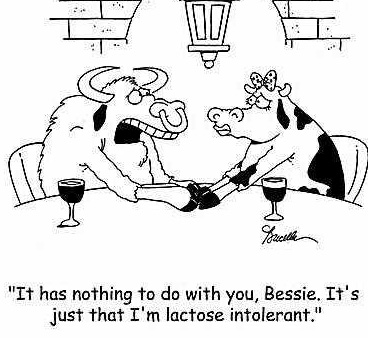 "It has nothing to do with you, Bessie. It's
just that I'm lactose intolerant."